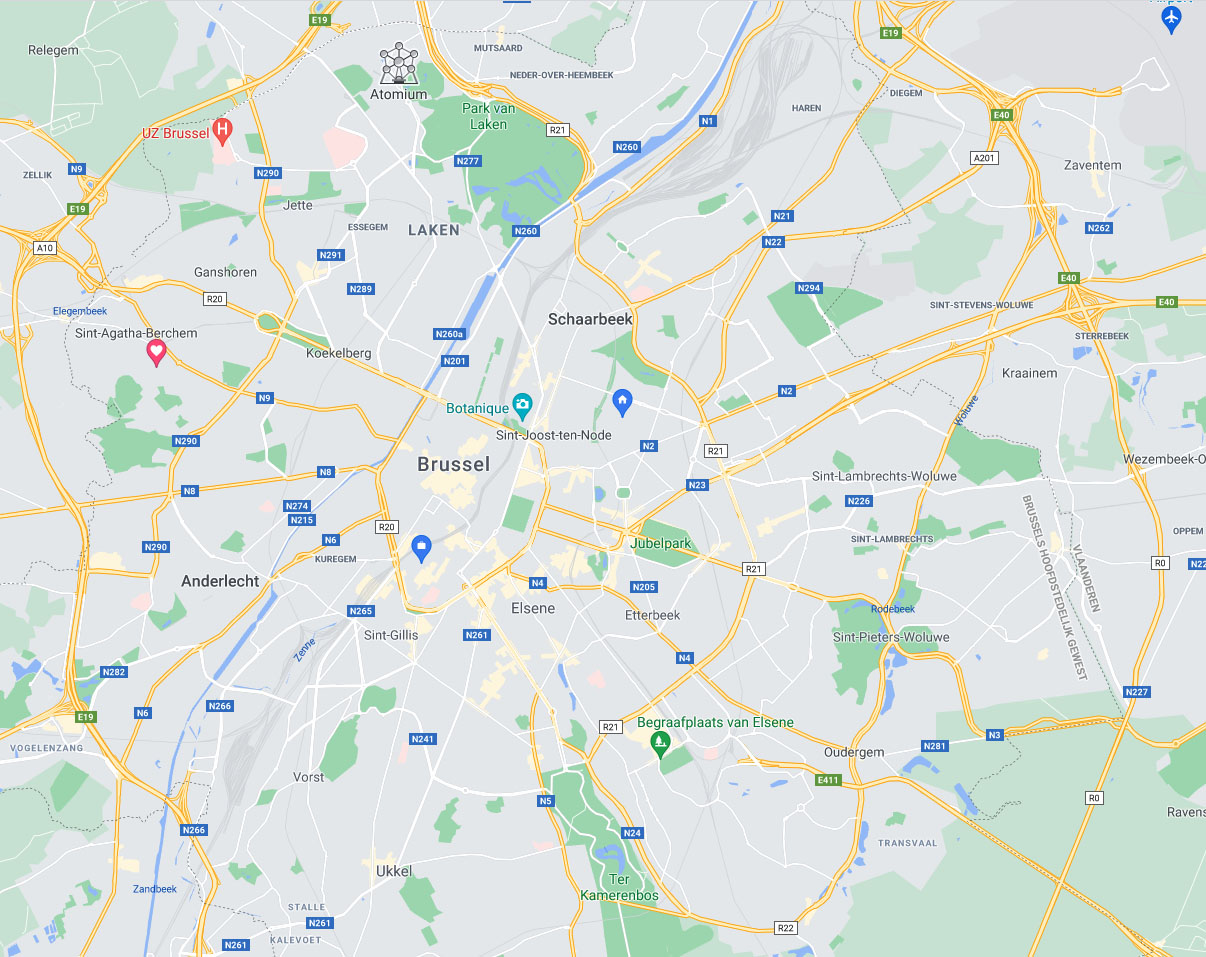 E19
E19
Relegem
MUTSAARD
NEDER-OVER-HEEMBEEK
Atomium
DIEGEM
Park van
Laken
HAREN
E40
N1
R21
UZ Brussel
H
N260
N277
A201
Zaventem
N9
ZELLIK
N290
E19
Jette
ESSEGEM
LAKEN
N260
N21
N22
N262
A10
N291
Ganshoren
N289
R20
N294
E40
E40
SINT-STEVENS-WOLUWE
Elegembeek
Schaarbeek
Sint-Agatha-Berchem
N260a
STERREBEEK
Koekelberg
N201
Kraainem
N9
N2
Botanique
Woluwe
Sint-Joost-ten-Node
N290
N2
R21
Brussel
Wezembeek-O
N8
Sint-Lambrechts-Woluwe
N8
N23
N226
N274
N215
R20
BRUSSELS HOOFDSTEDELIJK GEWEST
VLAANDEREN
OPPEM
N6
N290
Jubelpark
SINT-LAMBRECHTS
KUREGEM
R0
N22
R21
Anderlecht
N4
N205
N265
Elsene
Etterbeek
Rodebeek
Sint-Gillis
N261
Sint-Pieters-Woluwe
Zenne
N4
N282
N227
N266
N6
E19
Begraafplaats van Elsene
R21
N3
VOGELENZANG
N241
N281
Oudergem
Vorst
E411
N5
R0
Ravens
N266
N24
TRANSVAAL
Ukkel
Ter
Kamerenbos
Zandbeek
STALLE
N261
R22
KALEVOET
N261